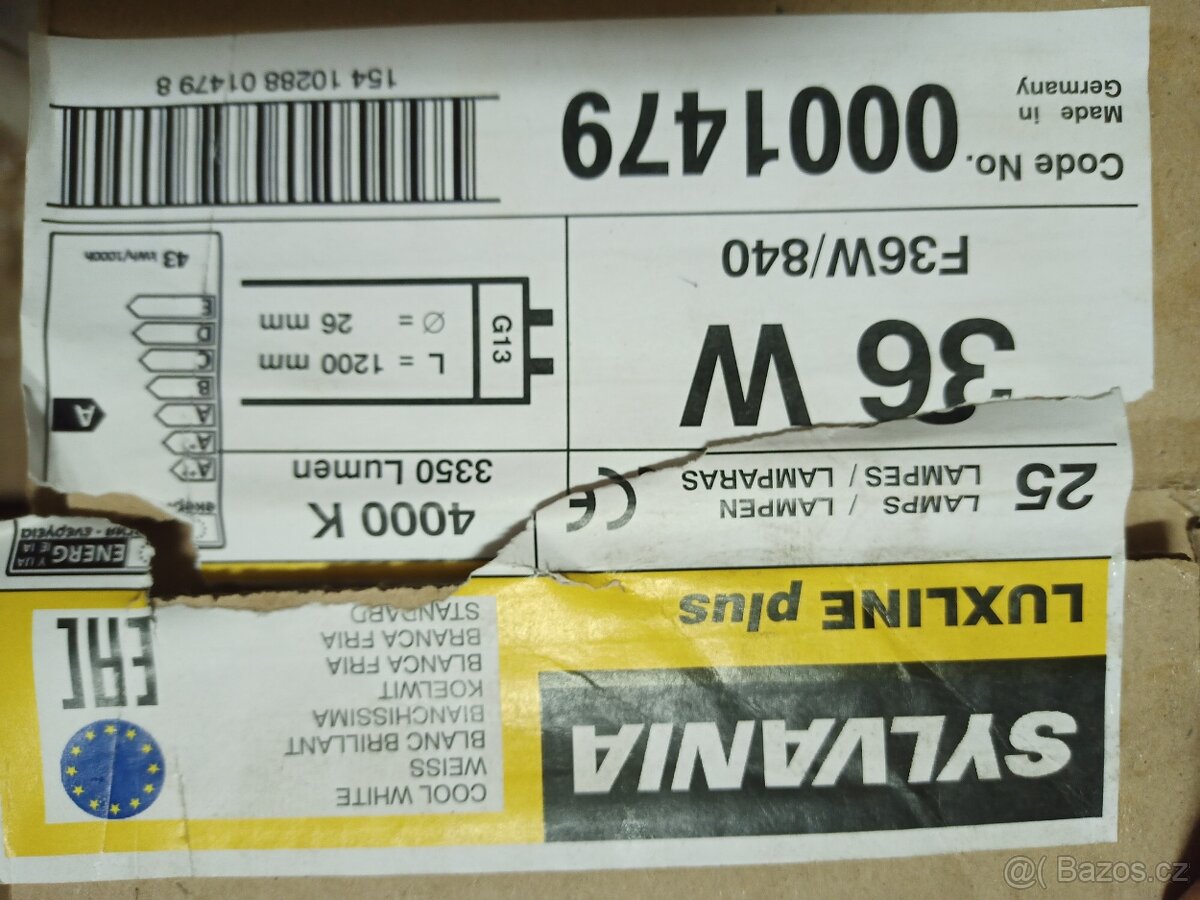 SYLVANIA
LUXLINE plus
COOL WHITE
WEISS
BLANC BRILLANT
BIANCHISSIMA
KOELWIT
BLANCA FRIA
BRANCA FRIA
STANDARD
EAC
25
LAMPS / LAMPEN
LAMPES / LAMPARAS
CE
4000 K
3350 Lumen
ENERG
A++
A+
A
B
C
D
E
A
43 kWh/1000h
36 W
F36W/840
G13
L = 1200 mm
Ø = 26 mm
Code No. 0001479
Made in
Germany
154 10288 01479 8
@( Bazos.cz